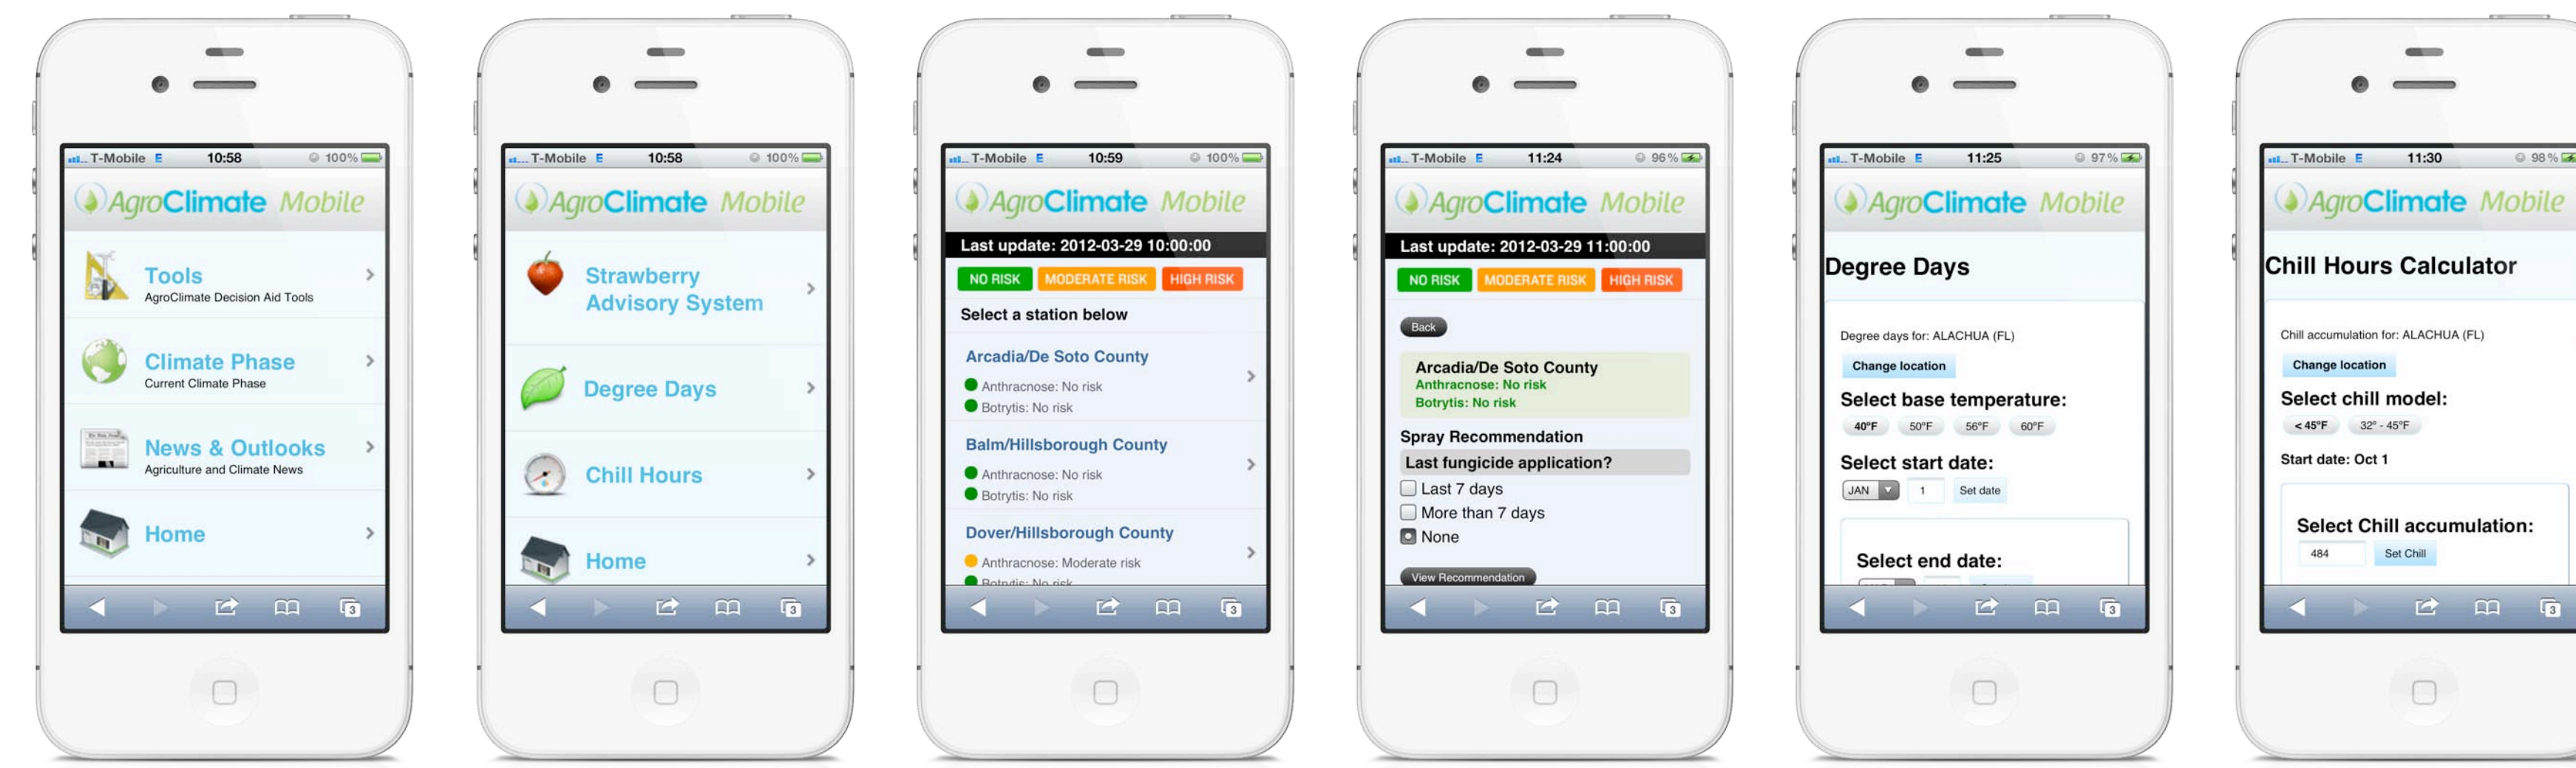 T-Mobile E 10:58 100%
AgroClimate Mobile
Tools
AgroClimate Decision Aid Tools
Climate Phase
Current Climate Phase
News & Outlooks
Agriculture and Climate News
Home
3
T-Mobile E 10:58 100%
AgroClimate Mobile
Strawberry
Advisory System
Degree Days
Chill Hours
Home
3
T-Mobile E 10:59 100%
AgroClimate Mobile
Last update: 2012-03-29 10:00:00
NO RISK MODERATE RISK HIGH RISK
Select a station below
Arcadia/De Soto County
Anthracnose: No risk
Botrytis: No risk
Balm/Hillsborough County
Anthracnose: No risk
Botrytis: No risk
Dover/Hillsborough County
Anthracnose: Moderate risk
Botrytis: No risk
3
T-Mobile E 11:24 96%
AgroClimate Mobile
Last update: 2012-03-29 11:00:00
NO RISK MODERATE RISK HIGH RISK
Back
Arcadia/De Soto County
Anthracnose: No risk
Botrytis: No risk
Spray Recommendation
Last fungicide application?
Last 7 days
More than 7 days
None
View Recommendation
3
T-Mobile E 11:25 97%
AgroClimate Mobile
Degree Days
Degree days for: ALACHUA (FL)
Change location
Select base temperature:
40°F 50°F 56°F 60°F
Select start date:
JAN 1 Set date
Select end date:
3
T-Mobile E 11:30 98%
AgroClimate Mobile
Chill Hours Calculator
Chill accumulation for: ALACHUA (FL)
Change location
Select chill model:
< 45°F 32° - 45°F
Start date: Oct 1
Select Chill accumulation:
484 Set Chill
3